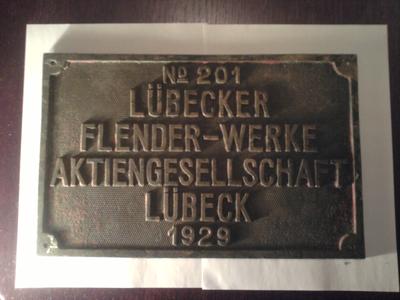 № 201
LÜBECKER
FLENDER-WERKE
AKTIENGESELLSCHAFT
LÜBECK
1929